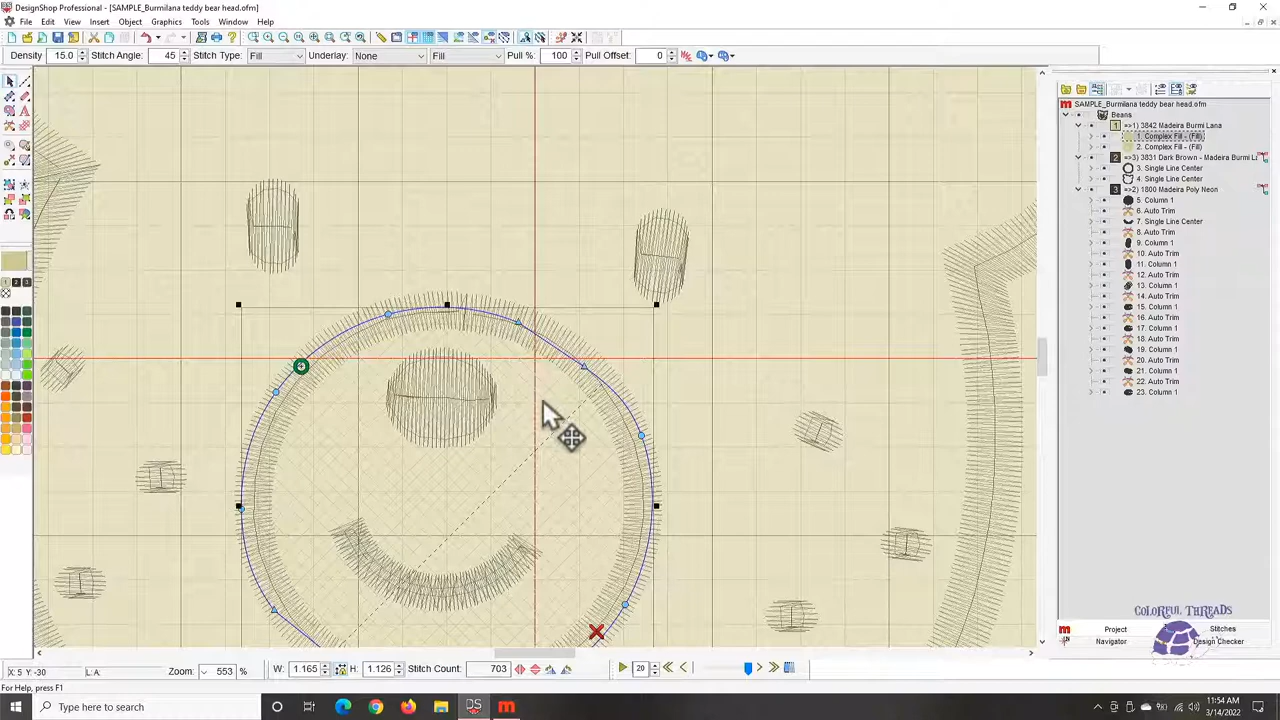 DesignShop Professional - [SAMPLE_Burmilana teddy bear head.ofm]
File Edit View Insert Object Graphics Tools Window Help
Density 15.0 Stitch Angle: 45 Stitch Type: Fill Underlay: None Fill Pull %: 100 Pull Offset: 0
SAMPLE_Burmilana teddy bear head.ofm
Beans
1 =>1) 3842 Madeira Burmi Lana
1. Complex Fill - (Fill)
2. Complex Fill - (Fill)
2 =>3) 3831 Dark Brown - Madeira Burmi L
3. Single Line Center
4. Single Line Center
3 =>2) 1800 Madeira Poly Neon
5. Column 1
6. Auto Trim
7. Single Line Center
8. Auto Trim
9. Column 1
10. Auto Trim
11. Column 1
12. Auto Trim
13. Column 1
14. Auto Trim
15. Column 1
16. Auto Trim
17. Column 1
18. Auto Trim
19. Column 1
20. Auto Trim
21. Column 1
22. Auto Trim
23. Column 1
COLORFUL THREADS
Project Stitches
Navigator Design Checker
X: 5 Y: -30 L: A: Zoom: 553 % W: 1.165 H: 1.126 Stitch Count: 703 20
For Help, press F1
Type here to search
DS
11:54 AM
3/14/2022